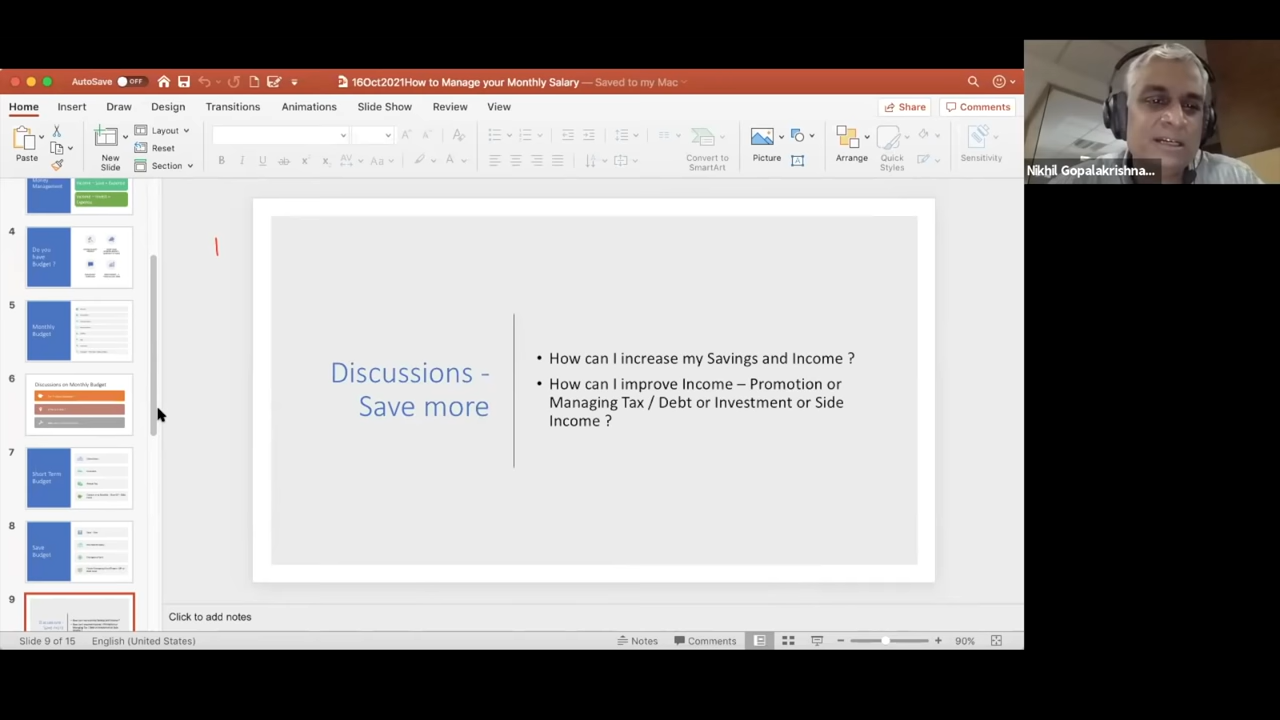 AutoSave OFF
16Oct2021How to Manage your Monthly Salary — Saved to my Mac
Home Insert Draw Design Transitions Animations Slide Show Review View
Share Comments
Paste
New Slide
Layout
Reset
Section
Convert to SmartArt
Picture
Arrange
Quick Styles
Sensitivity
Nikhil Gopalakrishna...
Money Management
4
Do you have Budget ?
5
Monthly Budget
6
Discussions on Monthly Budget
7
Short Term Budget
8
Save Budget
9
Discussions -
Save more
• How can I increase my Savings and Income ?
• How can I improve Income – Promotion or
Managing Tax / Debt or Investment or Side
Income ?
Click to add notes
Slide 9 of 15 English (United States)
Notes Comments 90%